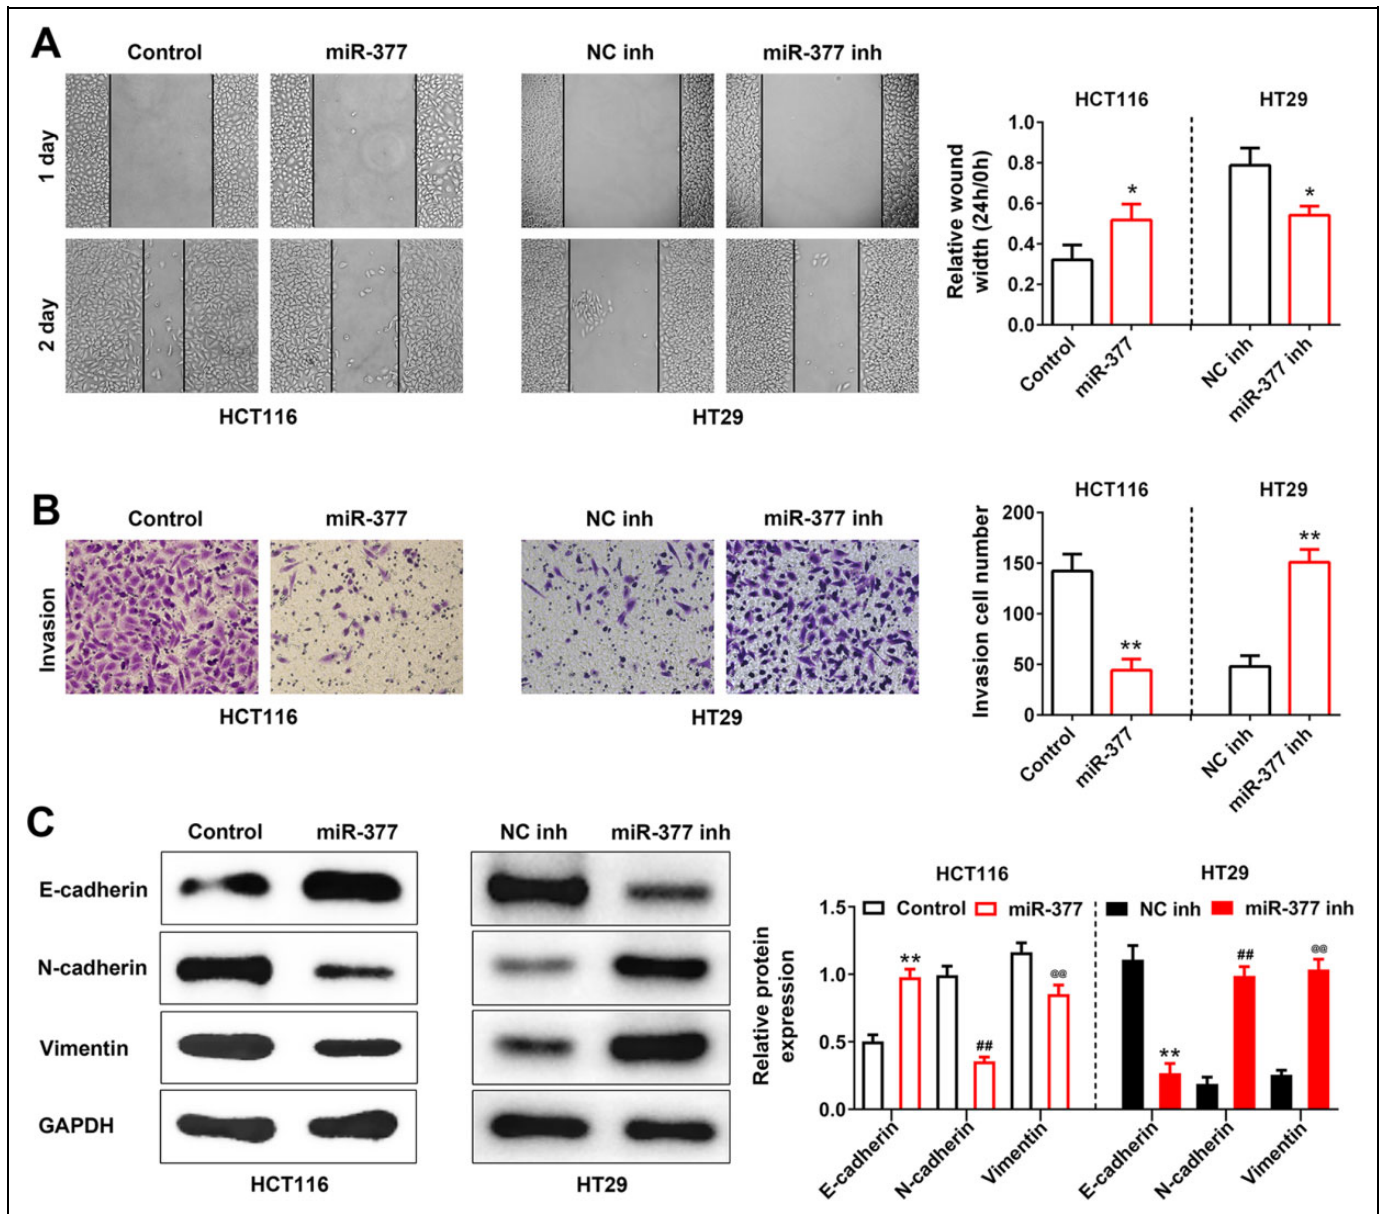 A
Control
miR-377
NC inh
miR-377 inh
1 day
2 day
HCT116
HT29
HCT116
HT29
Relative wound
width (24h/0h)
1.0
0.8
0.6
0.4
0.2
0.0
*
*
Control
miR-377
NC inh
miR-377 inh
B
Control
miR-377
NC inh
miR-377 inh
Invasion
HCT116
HT29
HCT116
HT29
Invasion cell number
200
150
100
50
0
**
**
Control
miR-377
NC inh
miR-377 inh
C
Control
miR-377
NC inh
miR-377 inh
E-cadherin
N-cadherin
Vimentin
GAPDH
HCT116
HT29
HCT116
HT29
Control
miR-377
NC inh
miR-377 inh
Relative protein
expression
1.5
1.0
0.5
0.0
**
##
@@
**
##
@@
E-cadherin
N-cadherin
Vimentin
E-cadherin
N-cadherin
Vimentin